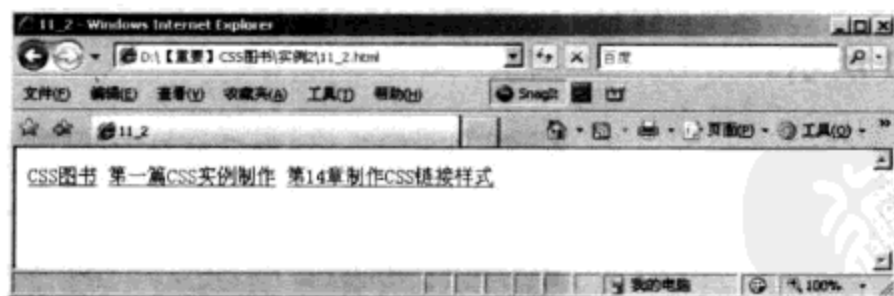 11_2 - Windows Internet Explorer
D:\【重要】CSS图书\实例2\11_2.html 百度
文件(F) 编辑(E) 查看(V) 收藏夹(A) 工具(T) 帮助(H) SnagIt
11_2 页面(P) 工具(O)
CSS图书 第一篇CSS实例制作 第14章制作CSS链接样式
我的电脑 100%